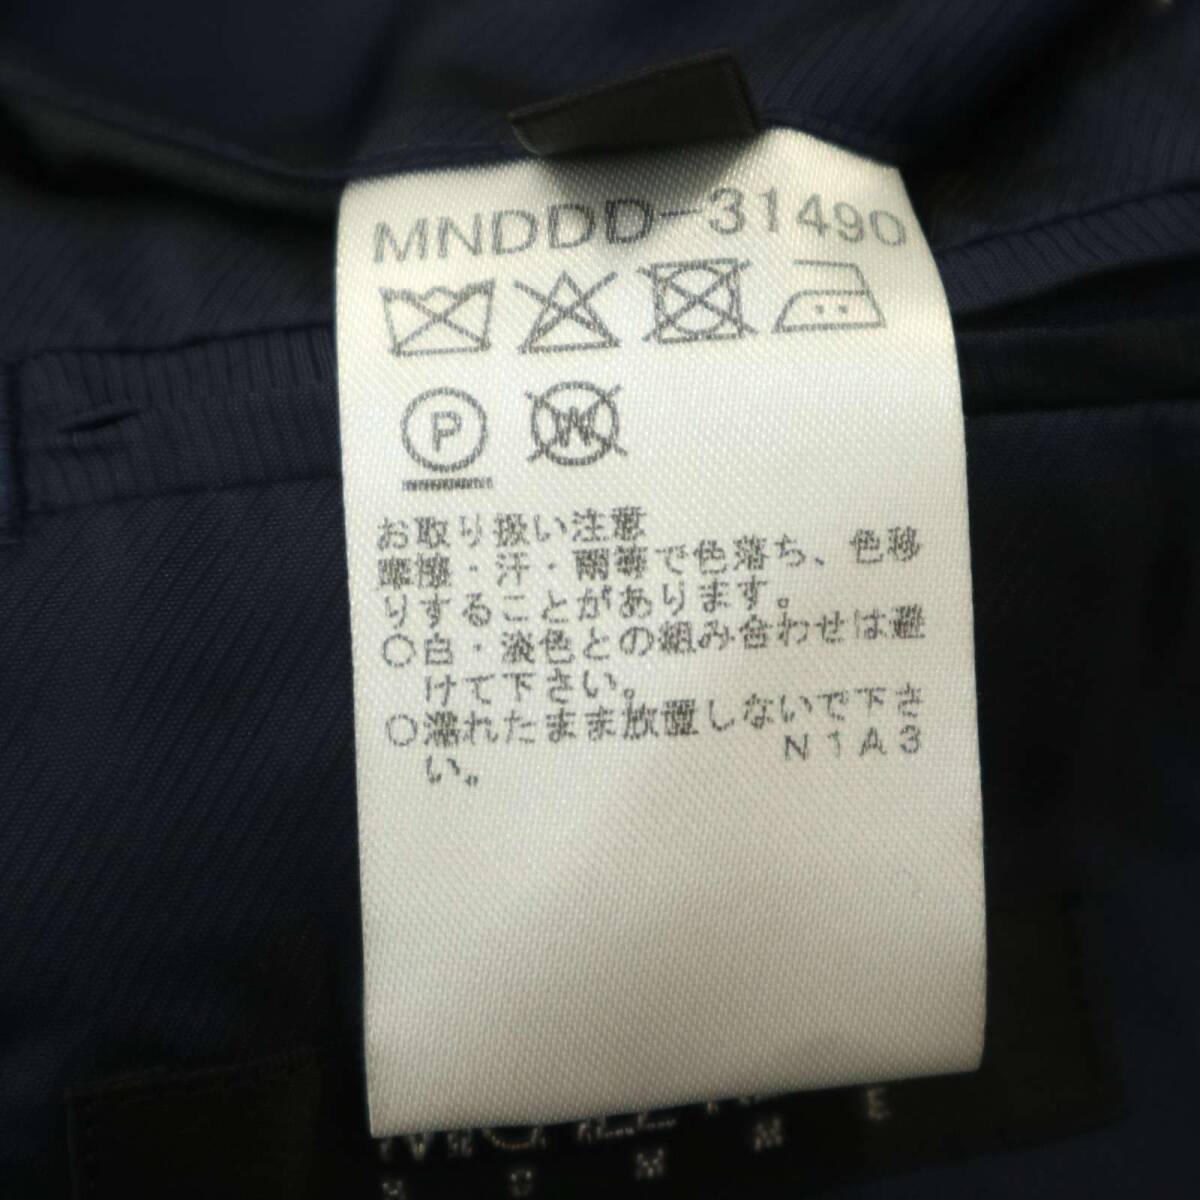 MNDDD-31490
P
W
お取り扱い注意
摩擦・汗・雨等で色落ち、色移
りすることがあります。
○白・淡色との組み合わせは避
けて下さい。
○濡れたまま放置しないで下さ
い。
N1A3